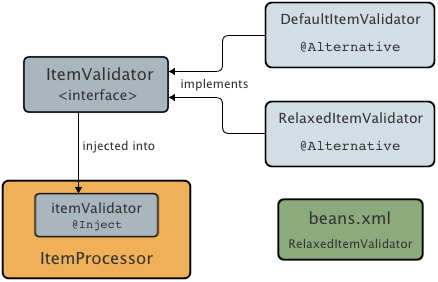 DefaultItemValidator
@Alternative
ItemValidator
<interface>
implements
RelaxedItemValidator
@Alternative
injected into
itemValidator
@Inject
ItemProcessor
beans.xml
RelaxedItemValidator